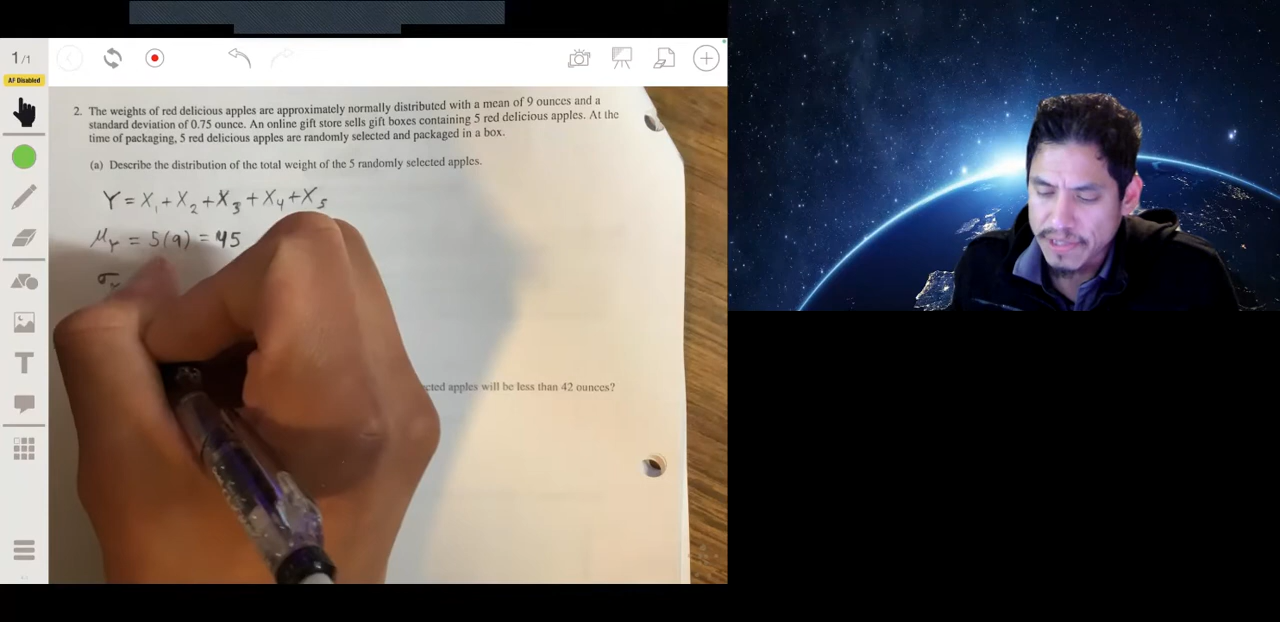 1/1
AF Disabled
2. The weights of red delicious apples are approximately normally distributed with a mean of 9 ounces and a
standard deviation of 0.75 ounce. An online gift store sells gift boxes containing 5 red delicious apples. At the
time of packaging, 5 red delicious apples are randomly selected and packaged in a box.
(a) Describe the distribution of the total weight of the 5 randomly selected apples.
Y = X₁ + X₂ + X₃ + X₄ + X₅
μᵧ = 5(9) = 45
σᵧ
apples will be less than 42 ounces?
T